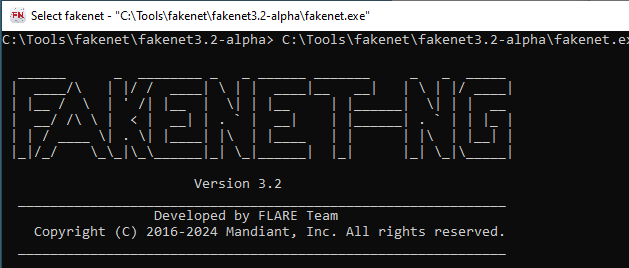 FN Select fakenet - "C:\Tools\fakenet\fakenet3.2-alpha\fakenet.exe"
C:\Tools\fakenet\fakenet3.2-alpha> C:\Tools\fakenet\fakenet3.2-alpha\fakenet.e
FAKENET-NG
Version 3.2
Developed by FLARE Team
Copyright (C) 2016-2024 Mandiant, Inc. All rights reserved.